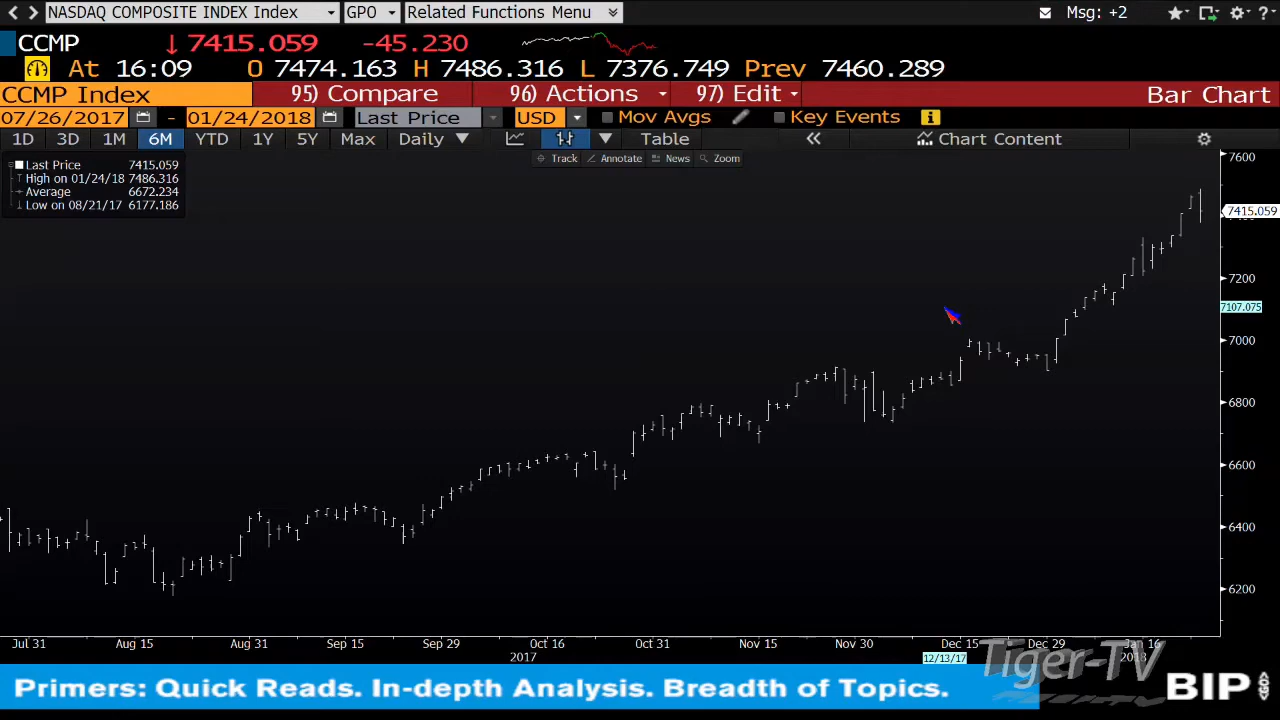 NASDAQ COMPOSITE INDEX Index GPO Related Functions Menu Msg: +2
CCMP 7415.059 -45.230
At 16:09 O 7474.163 H 7486.316 L 7376.749 Prev 7460.289
CCMP Index 95) Compare 96) Actions 97) Edit Bar Chart
07/26/2017 - 01/24/2018 Last Price USD Mov Avgs Key Events
1D 3D 1M 6M YTD 1Y 5Y Max Daily Table Chart Content
Track Annotate News Zoom
Last Price 7415.059
High on 01/24/18 7486.316
Average 6672.234
Low on 08/21/17 6177.186
7600
7415.059
7200
7107.075
7000
6800
6600
6400
6200
Jul 31 Aug 15 Aug 31 Sep 15 Sep 29 Oct 16 Oct 31 Nov 15 Nov 30 Dec 15 Dec 29 Jan 16
2017 12/13/17 2018
Tiger-TV
Primers: Quick Reads. In-depth Analysis. Breadth of Topics.
BIP